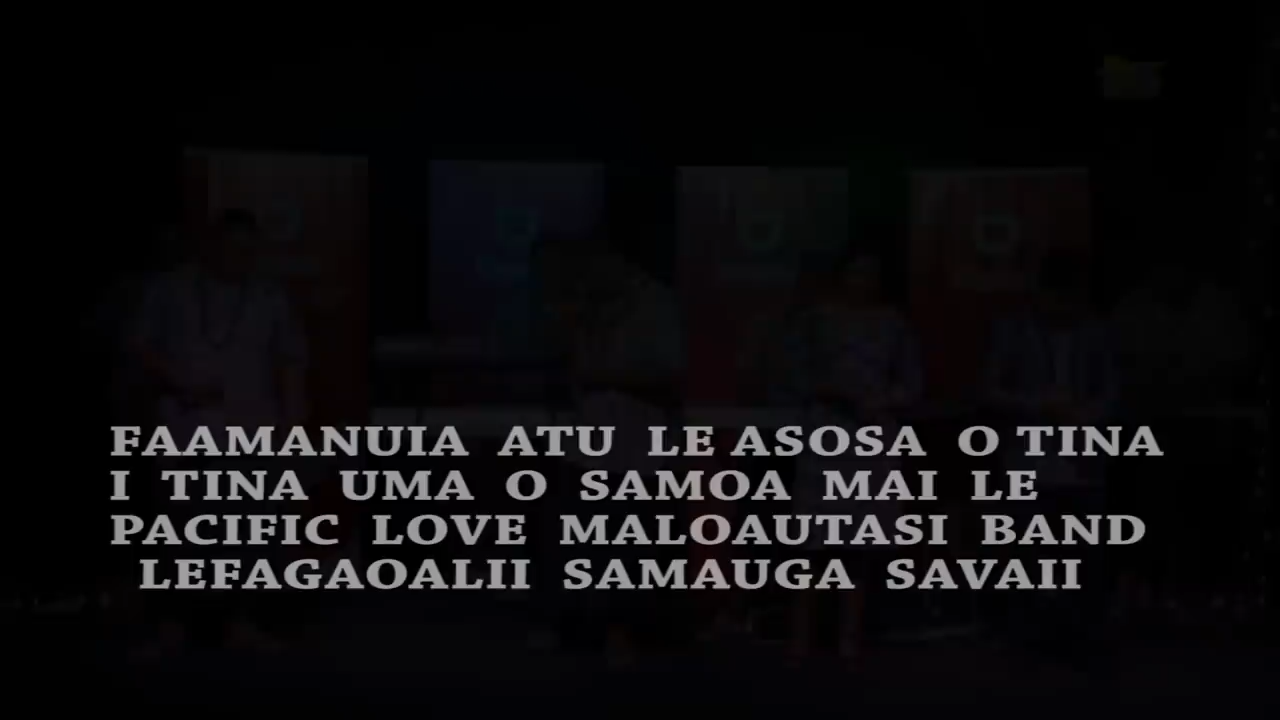 FAAMANUIA ATU LE ASOSA O TINA
I TINA UMA O SAMOA MAI LE
PACIFIC LOVE MALOAUTASI BAND
LEFAGAOALII SAMAUGA SAVAII